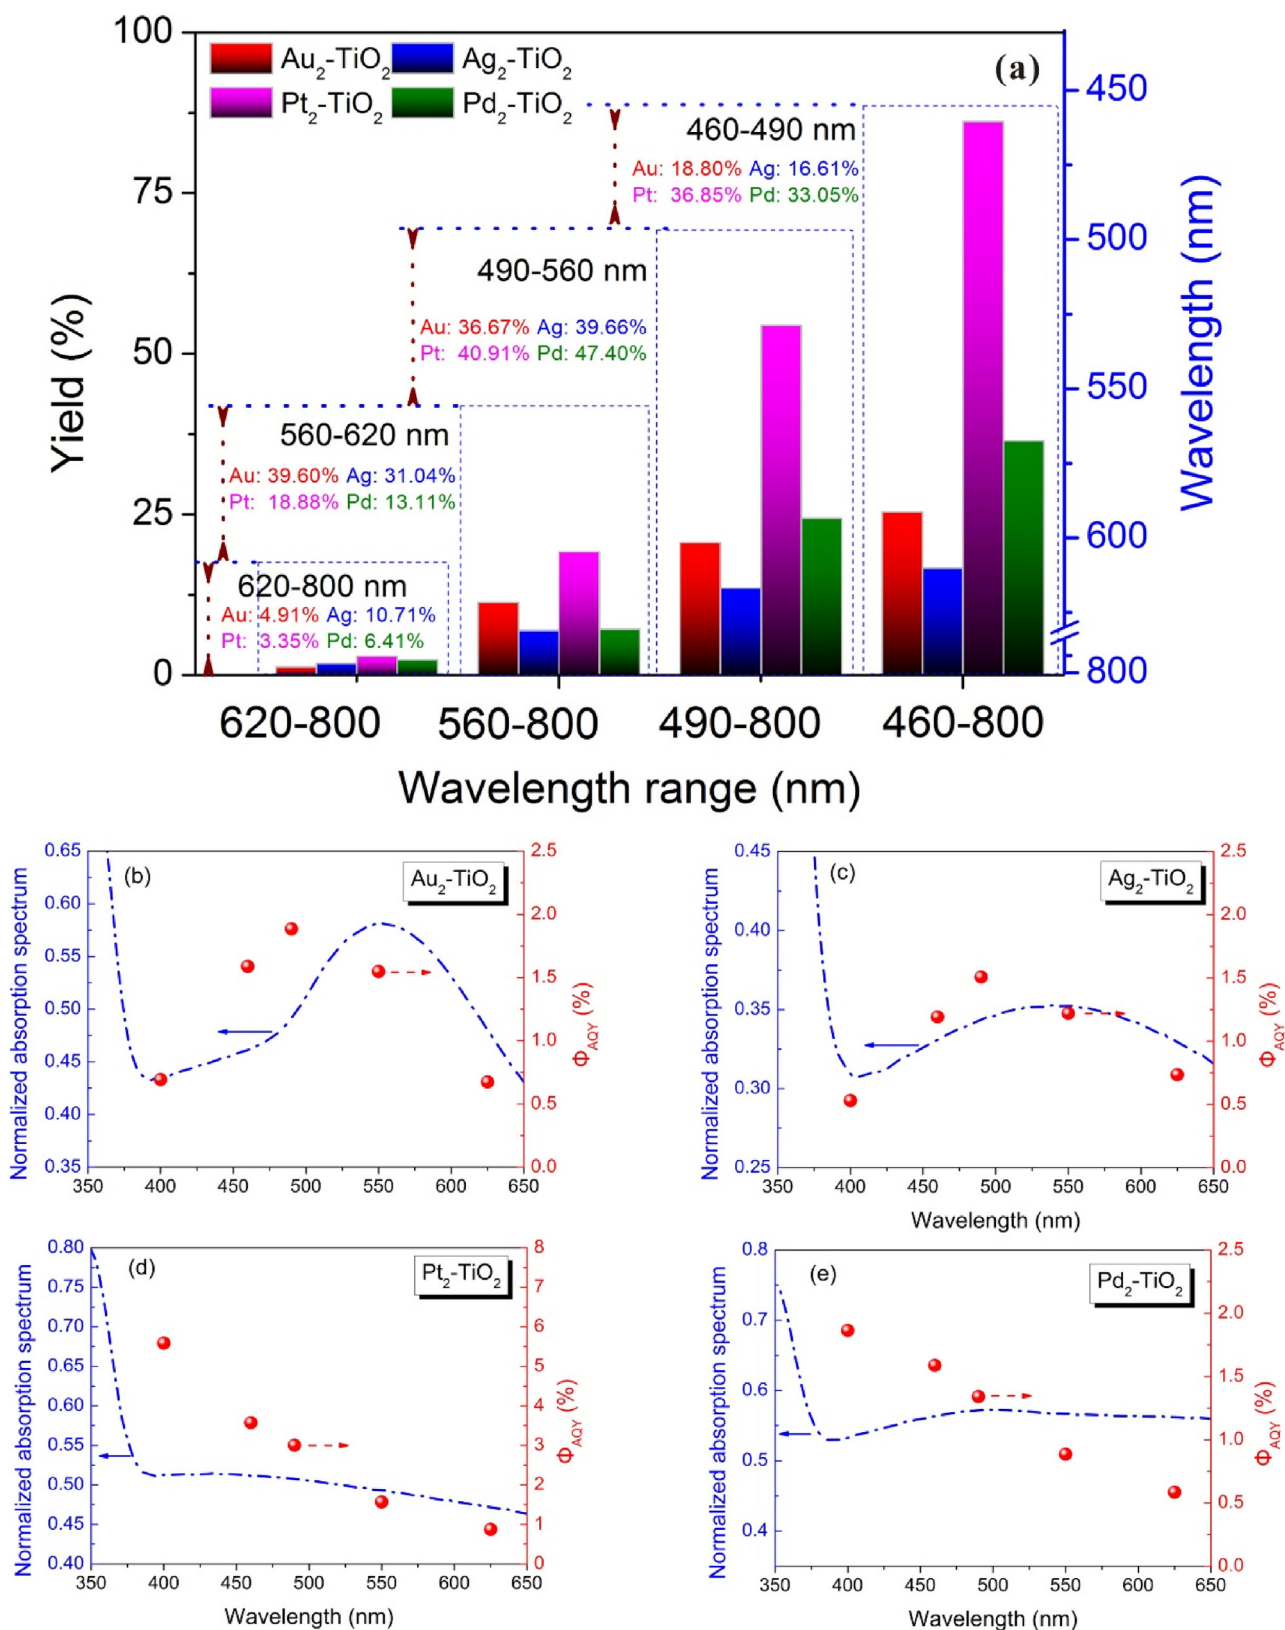 (a)
Au2-TiO2 Ag2-TiO2
Pt2-TiO2 Pd2-TiO2
460-490 nm
Au: 18.80% Ag: 16.61%
Pt: 36.85% Pd: 33.05%
490-560 nm
Au: 36.67% Ag: 39.66%
Pt: 40.91% Pd: 47.40%
560-620 nm
Au: 39.60% Ag: 31.04%
Pt: 18.88% Pd: 13.11%
620-800 nm
Au: 4.91% Ag: 10.71%
Pt: 3.35% Pd: 6.41%
Yield (%)
100
75
50
25
0
450
500
550
600
800
Wavelength (nm)
620-800 560-800 490-800 460-800
Wavelength range (nm)
(b)
Au2-TiO2
Normalized absorption spectrum
0.65
0.60
0.55
0.50
0.45
0.40
0.35
2.5
2.0
1.5
1.0
0.5
0.0
ΦAQY (%)
350 400 450 500 550 600 650
(c)
Ag2-TiO2
Normalized absorption spectrum
0.45
0.40
0.35
0.30
0.25
2.5
2.0
1.5
1.0
0.5
0.0
ΦAQY (%)
350 400 450 500 550 600 650
Wavelength (nm)
(d)
Pt2-TiO2
Normalized absorption spectrum
0.80
0.75
0.70
0.65
0.60
0.55
0.50
0.45
0.40
8
7
6
5
4
3
2
1
0
ΦAQY (%)
350 400 450 500 550 600 650
Wavelength (nm)
(e)
Pd2-TiO2
Normalized absorption spectrum
0.8
0.7
0.6
0.5
0.4
2.5
2.0
1.5
1.0
0.5
0.0
ΦAQY (%)
350 400 450 500 550 600 650
Wavelength (nm)